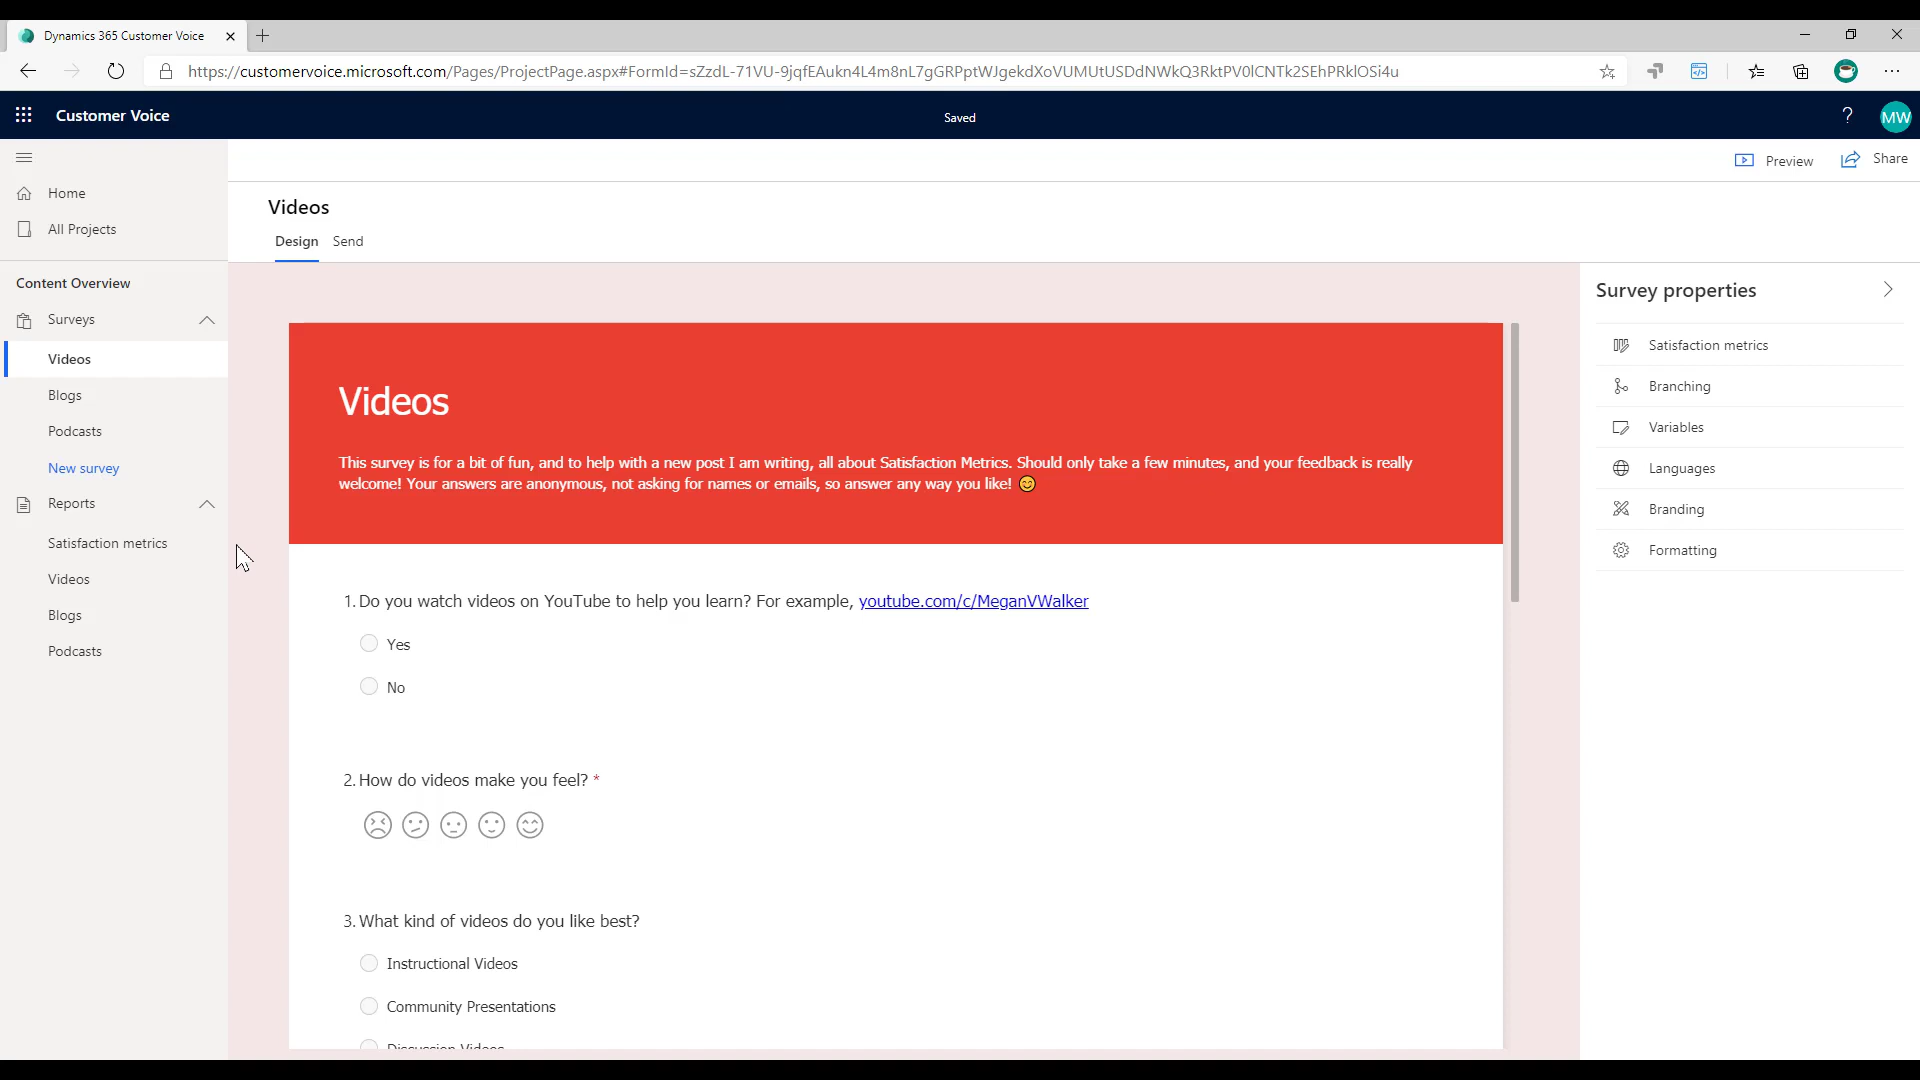 Dynamics 365 Customer Voice
https://customervoice.microsoft.com/Pages/ProjectPage.aspx#FormId=sZzdL-71VU-9jqfEAukn4L4m8nL7gGRPptWJgekdXoVUMUtUSDdNWkQ3RktPV0lCNTk2SEhPRklOSi4u
Customer Voice
Saved
?
MW
Preview
Share
Home
All Projects
Content Overview
Surveys
Videos
Blogs
Podcasts
New survey
Reports
Satisfaction metrics
Videos
Blogs
Podcasts
Videos
Design Send
Videos
This survey is for a bit of fun, and to help with a new post I am writing, all about Satisfaction Metrics. Should only take a few minutes, and your feedback is really
welcome! Your answers are anonymous, not asking for names or emails, so answer any way you like! 😊
1. Do you watch videos on YouTube to help you learn? For example, youtube.com/c/MeganVWalker
Yes
No
2. How do videos make you feel? *
3. What kind of videos do you like best?
Instructional Videos
Community Presentations
Discussion Videos
Survey properties
Satisfaction metrics
Branching
Variables
Languages
Branding
Formatting